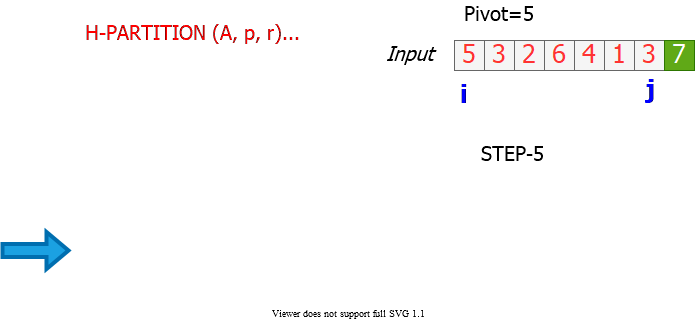 Pivot=5
H-PARTITION (A, p, r)...
Input 5 3 2 6 4 1 3 7
i j
STEP-5
Viewer does not support full SVG 1.1